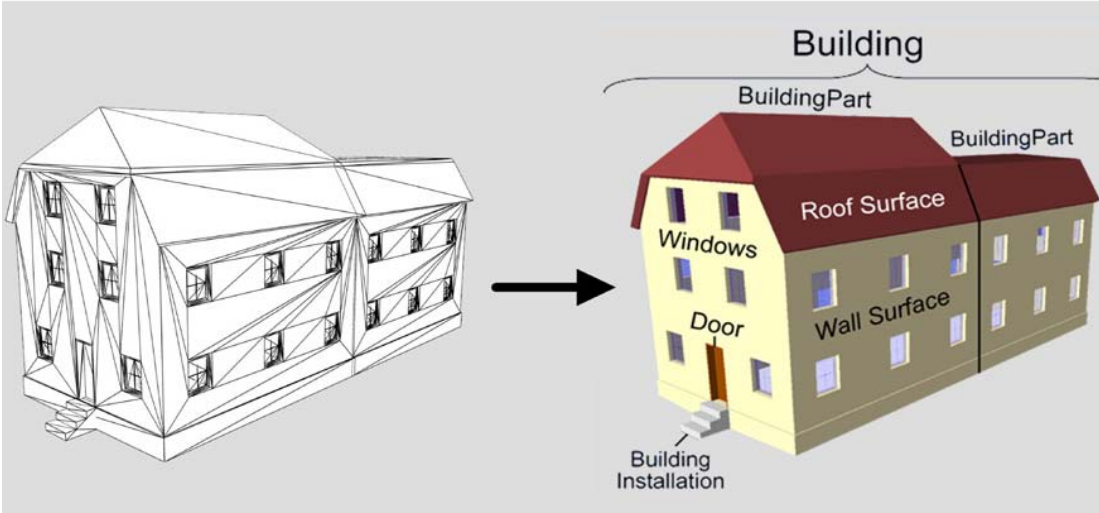 Building
BuildingPart
BuildingPart
Roof Surface
Windows
Wall Surface
Door
Building
Installation